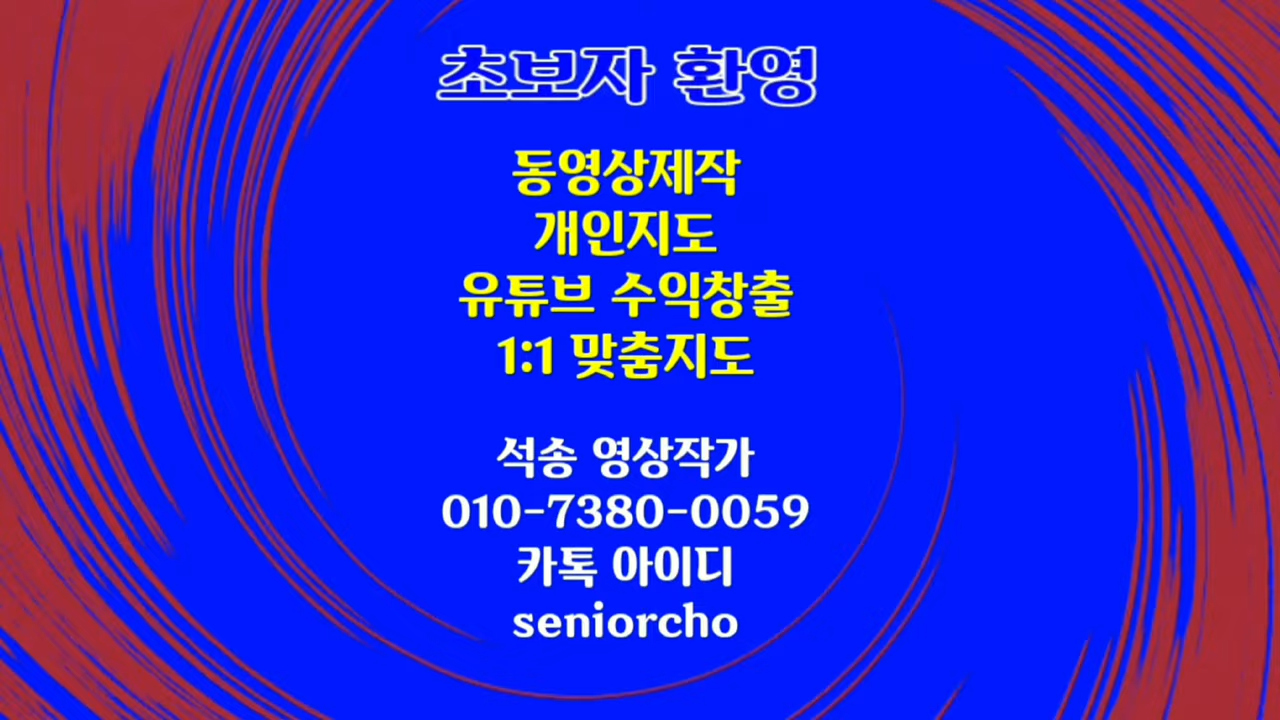 초보자 환영
동영상제작
개인지도
유튜브 수익창출
1:1 맞춤지도
석송 영상작가
010-7380-0059
카톡 아이디
seniorcho